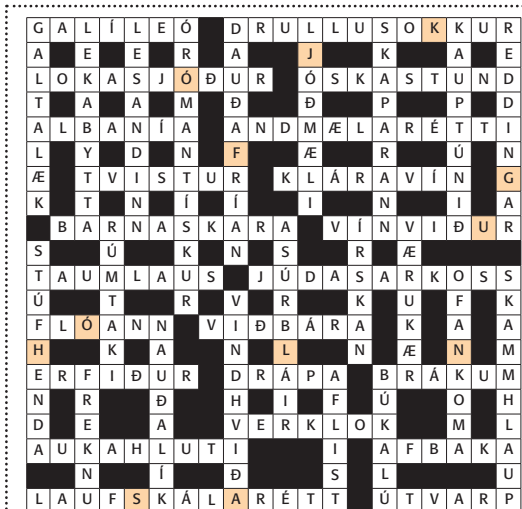 GALÍLEÓ DRULLUSOKKUR
A E E R A J K A E
LOKASJÓÐUR ÓSKASTUND
T A A M Ð Ð P P D
ALBANÍA ANDMÆLARÉTTI
L Y D N F Æ R Ú N
Æ TVISTUR KLÁRAVÍN G
K T N Í Í I N I A
BARNASKARA VÍNVIÐUR
S Ú K N S R Æ
TAUMLAUS JÚDASARKOSS
Ú T R V R K U F K
FLÓANN VIÐBÁRA K A A
H K A N L N Æ N M
ERFIÐUR DRÁPA BRÁKUM
N R Ð H I F Ú O H
D E A VERKLOK M L
AUKAHLUTI I AFBAKA
N Í Ð S L U
LAUFSKÁLARÉTT ÚTVARP